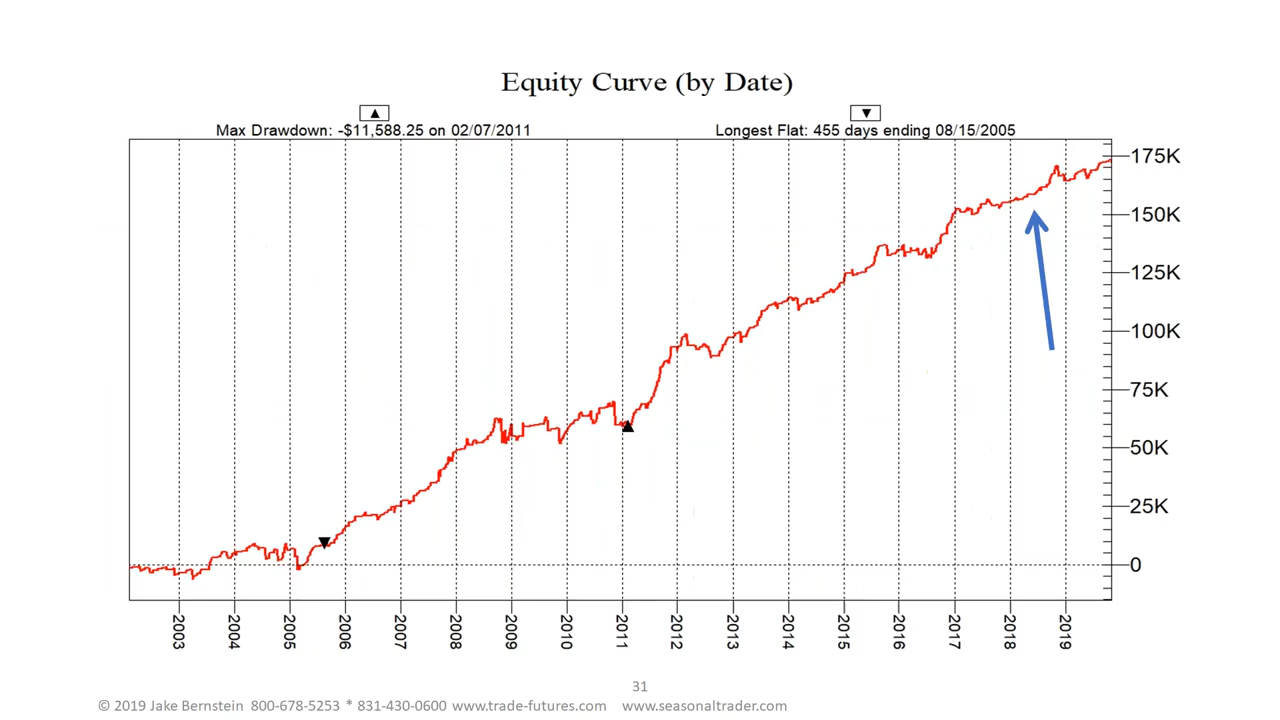 Equity Curve (by Date)
▲ ▼
Max Drawdown: -$11,588.25 on 02/07/2011 Longest Flat: 455 days ending 08/15/2005
175K
150K
125K
100K
75K
50K
25K
0
2003 2004 2005 2006 2007 2008 2009 2010 2011 2012 2013 2014 2015 2016 2017 2018 2019
31
© 2019 Jake Bernstein 800-678-5253 * 831-430-0600 www.trade-futures.com www.seasonaltrader.com